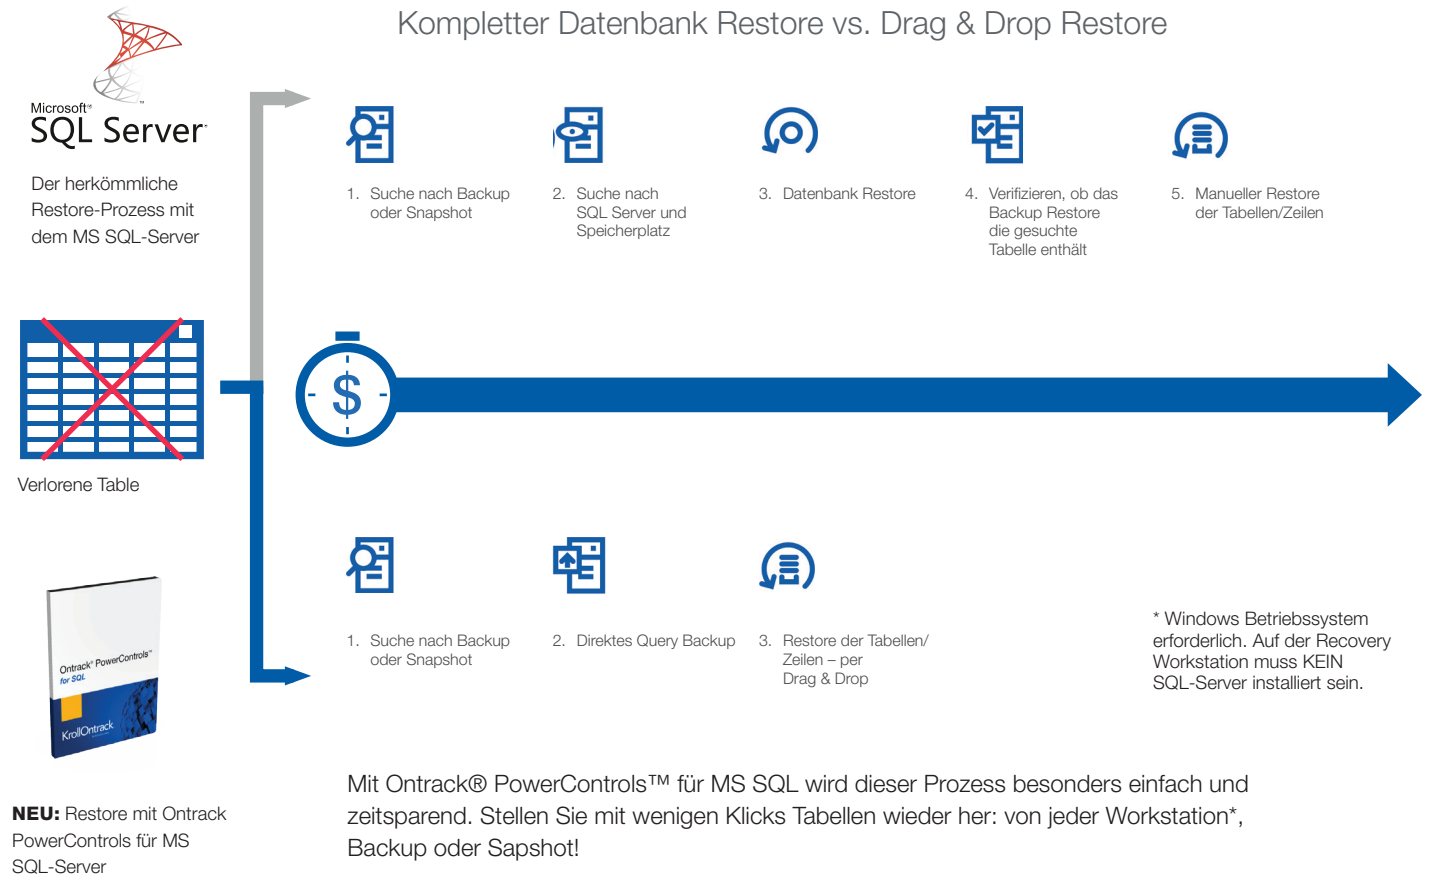 Kompletter Datenbank Restore vs. Drag & Drop Restore
Microsoft®
SQL Server®
Der herkömmliche
Restore-Prozess mit
dem MS SQL-Server
1. Suche nach Backup
oder Snapshot
2. Suche nach
SQL Server und
Speicherplatz
3. Datenbank Restore
4. Verifizieren, ob das
Backup Restore
die gesuchte
Tabelle enthält
5. Manueller Restore
der Tabellen/Zeilen
$
Verlorene Table
1. Suche nach Backup
oder Snapshot
2. Direktes Query Backup
3. Restore der Tabellen/
Zeilen – per
Drag & Drop
* Windows Betriebssystem
erforderlich. Auf der Recovery
Workstation muss KEIN
SQL-Server installiert sein.
Ontrack® PowerControls™
for SQL
KrollOntrack
NEU: Restore mit Ontrack
PowerControls für MS
SQL-Server
Mit Ontrack® PowerControls™ für MS SQL wird dieser Prozess besonders einfach und
zeitsparend. Stellen Sie mit wenigen Klicks Tabellen wieder her: von jeder Workstation*,
Backup oder Sapshot!